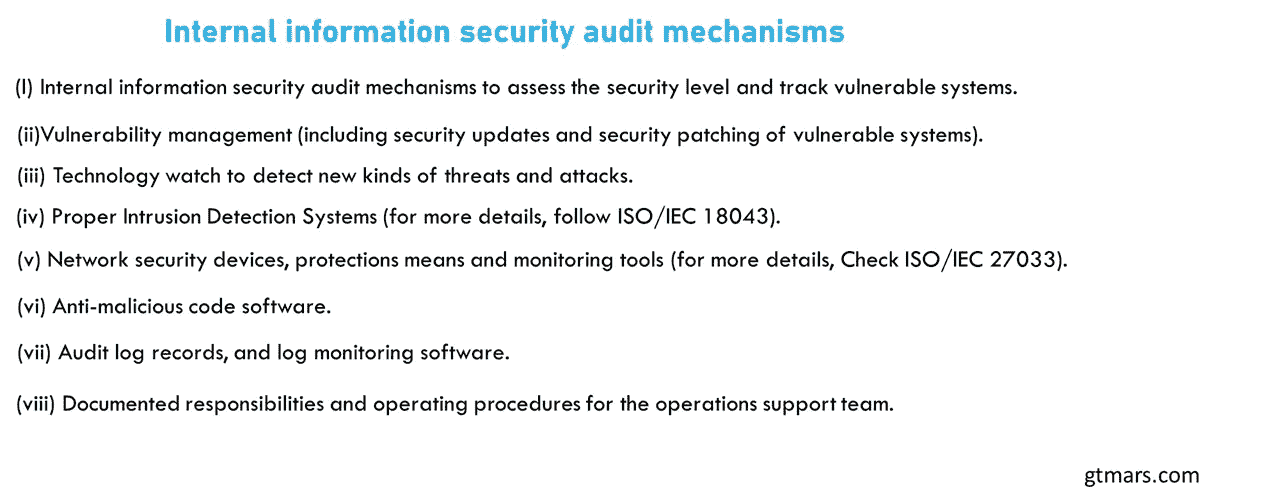 Internal information security audit mechanisms
(I) Internal information security audit mechanisms to assess the security level and track vulnerable systems.
(ii)Vulnerability management (including security updates and security patching of vulnerable systems).
(iii) Technology watch to detect new kinds of threats and attacks.
(iv) Proper Intrusion Detection Systems (for more details, follow ISO/IEC 18043).
(v) Network security devices, protections means and monitoring tools (for more details, Check ISO/IEC 27033).
(vi) Anti-malicious code software.
(vii) Audit log records, and log monitoring software.
(viii) Documented responsibilities and operating procedures for the operations support team.
gtmars.com